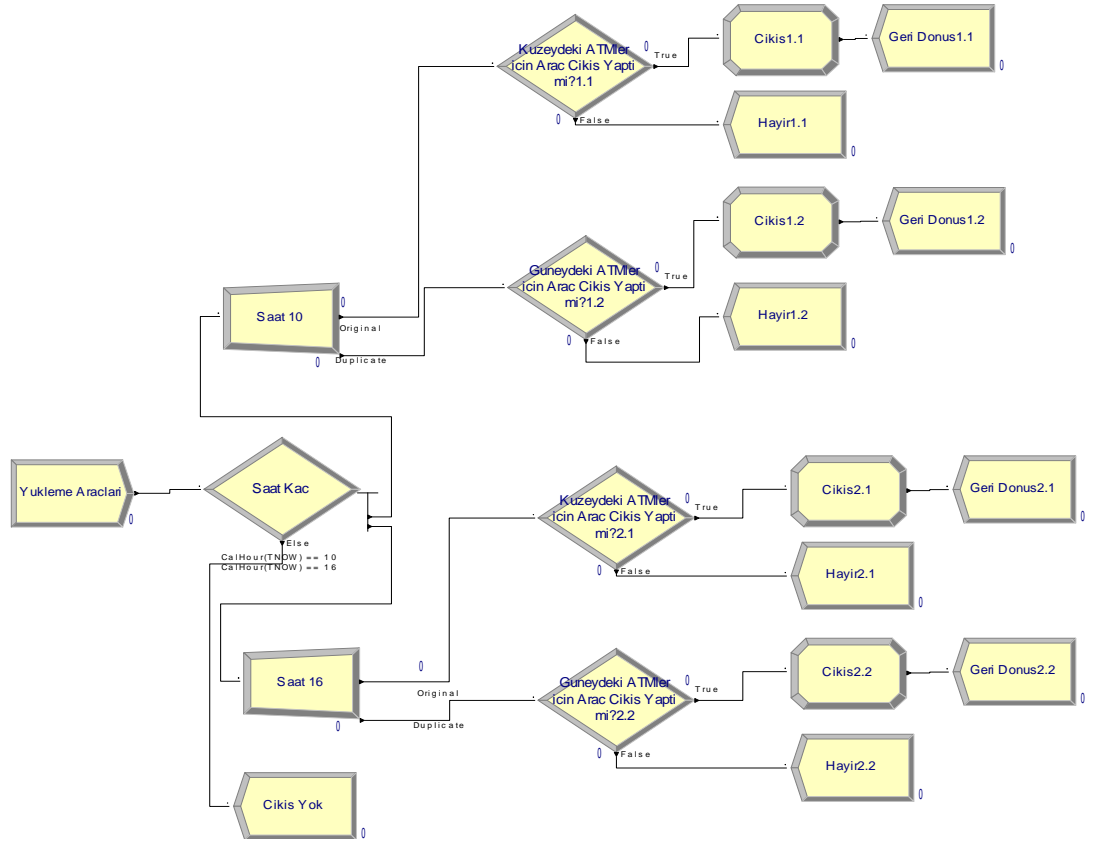 Kuzeydeki ATMler
icin Arac Cikis Yapti
mi?1.1
0
True
0
False
Cikis1.1
Geri Donus1.1
0
Hayir1.1
0
Guneydeki ATMler
icin Arac Cikis Yapti
mi?1.2
0
True
0
False
Cikis1.2
Geri Donus1.2
0
Hayir1.2
0
Saat 10
0
Original
0
Duplicate
Yukleme Araclari
0
Saat Kac
Else
CalHour(TNOW) == 10
CalHour(TNOW) == 16
Kuzeydeki ATMler
icin Arac Cikis Yapti
mi?2.1
0
True
0
False
Cikis2.1
Geri Donus2.1
0
Hayir2.1
0
Saat 16
0
Original
0
Duplicate
Guneydeki ATMler
icin Arac Cikis Yapti
mi?2.2
0
True
0
False
Cikis2.2
Geri Donus2.2
0
Hayir2.2
0
Cikis Yok
0